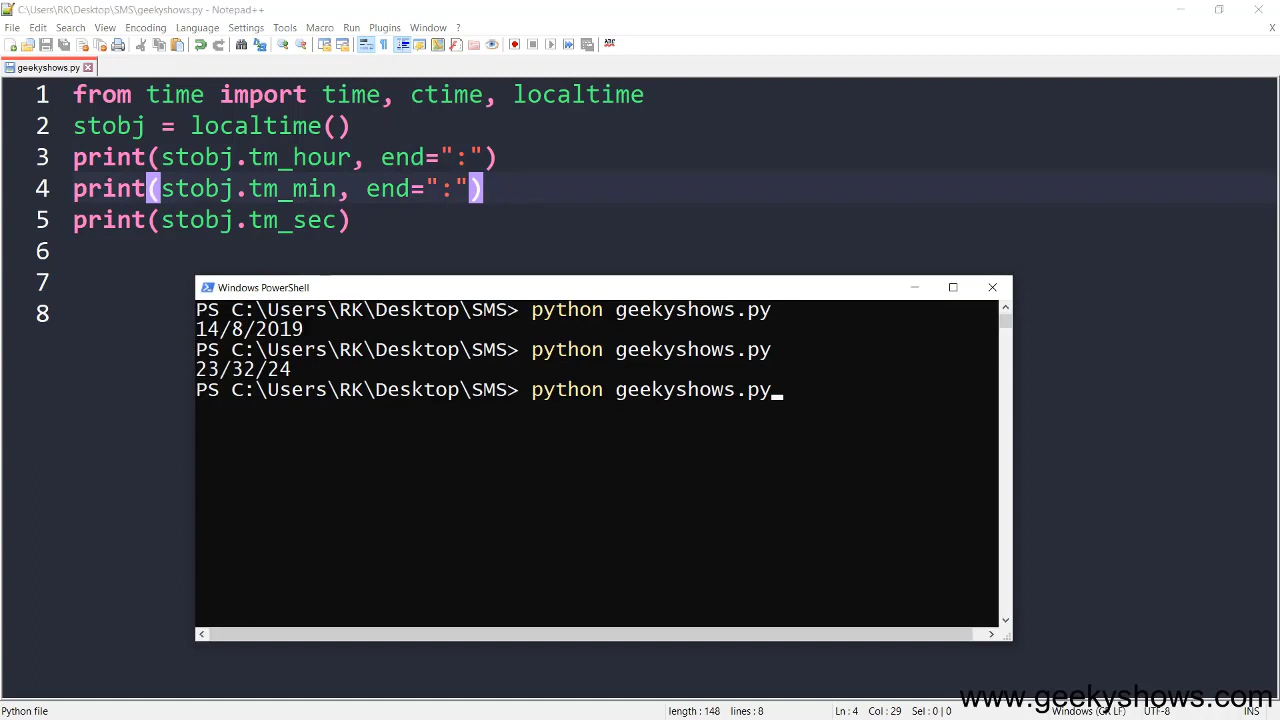 C:\Users\RK\Desktop\SMS\geekyshows.py - Notepad++
File Edit Search View Encoding Language Settings Tools Macro Run Plugins Window ? X
geekyshows.py
1 from time import time, ctime, localtime
2 stobj = localtime()
3 print(stobj.tm_hour, end=":")
4 print(stobj.tm_min, end=":")
5 print(stobj.tm_sec)
6
7
8
Windows PowerShell
PS C:\Users\RK\Desktop\SMS> python geekyshows.py
14/8/2019
PS C:\Users\RK\Desktop\SMS> python geekyshows.py
23/32/24
PS C:\Users\RK\Desktop\SMS> python geekyshows.py
www.geekyshows.com
Python file length : 148 lines : 8 Ln : 4 Col : 29 Sel : 0 | 0 Windows (CR LF) UTF-8 INS